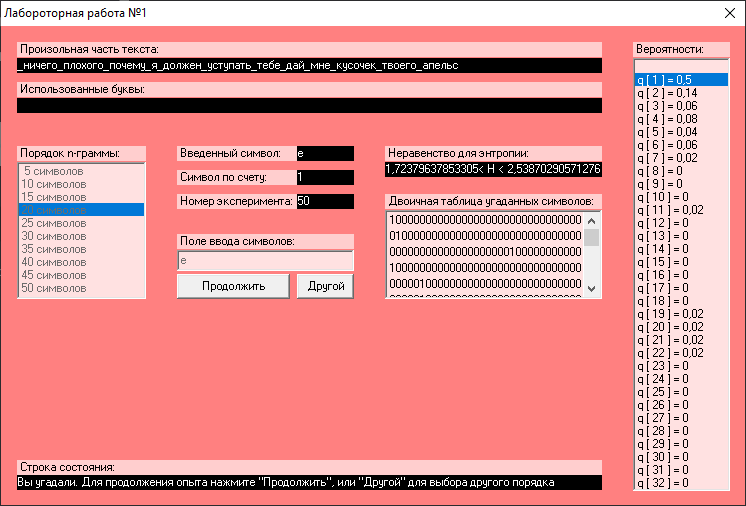 Лабороторная работа №1
Произольная часть текста:
_ничего_плохого_почему_я_должен_уступать_тебе_дай_мне_кусочек_твоего_апельс
Использованные буквы:
Порядок n-граммы:
5 символов
10 символов
15 символов
20 символов
25 символов
30 символов
35 символов
40 символов
45 символов
50 символов
Введенный символ: е
Символ по счету: 1
Номер эксперимента: 50
Поле ввода символов:
е
Продолжить
Другой
Неравенство для энтропии:
1,72379637853305< H < 2,53870290571276
Двоичная таблица угаданных символов:
10000000000000000000000000000000
01000000000000000000000000000000
00000000000000000001000000000000
10000000000000000000000000000000
00000100000000000000000000000000
Вероятности:
q [ 1 ] = 0,5
q [ 2 ] = 0,14
q [ 3 ] = 0,06
q [ 4 ] = 0,08
q [ 5 ] = 0,04
q [ 6 ] = 0,06
q [ 7 ] = 0,02
q [ 8 ] = 0
q [ 9 ] = 0
q [ 10 ] = 0
q [ 11 ] = 0,02
q [ 12 ] = 0
q [ 13 ] = 0
q [ 14 ] = 0
q [ 15 ] = 0
q [ 16 ] = 0
q [ 17 ] = 0
q [ 18 ] = 0
q [ 19 ] = 0,02
q [ 20 ] = 0,02
q [ 21 ] = 0,02
q [ 22 ] = 0,02
q [ 23 ] = 0
q [ 24 ] = 0
q [ 25 ] = 0
q [ 26 ] = 0
q [ 27 ] = 0
q [ 28 ] = 0
q [ 29 ] = 0
q [ 30 ] = 0
q [ 31 ] = 0
q [ 32 ] = 0
Строка состояния:
Вы угадали. Для продолжения опыта нажмите "Продолжить", или "Другой" для выбора другого порядка